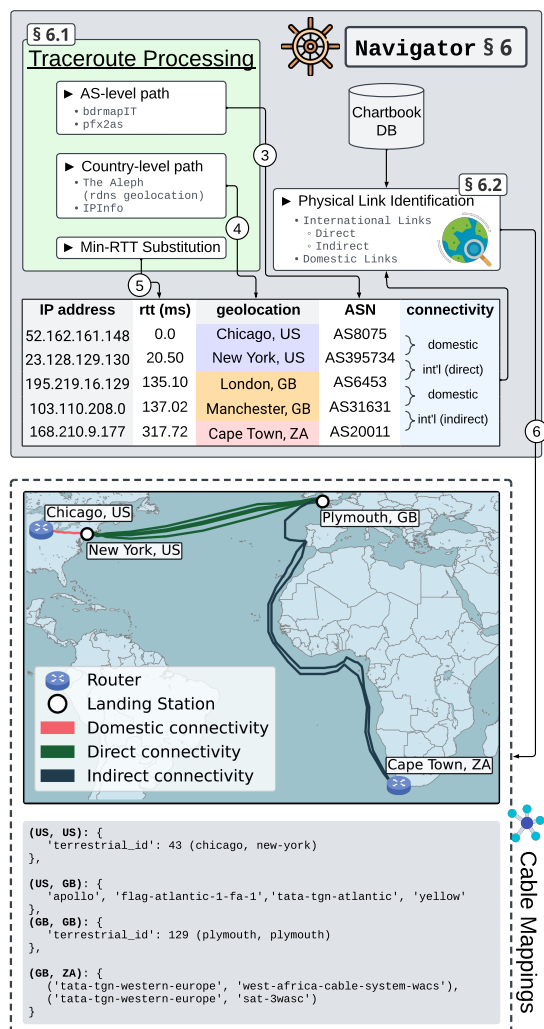 § 6.1
Navigator § 6
Traceroute Processing
► AS-level path
• bdrmapIT
• pfx2as
Chartbook
DB
3
► Country-level path
• The Aleph
(rdns geolocation)
• IPInfo
§ 6.2
► Physical Link Identification
• International Links
◦ Direct
◦ Indirect
• Domestic Links
4
► Min-RTT Substitution
5
IP address rtt (ms) geolocation ASN connectivity
52.162.161.148 0.0 Chicago, US AS8075
domestic
23.128.129.130 20.50 New York, US AS395734
int'l (direct)
195.219.16.129 135.10 London, GB AS6453
domestic
103.110.208.0 137.02 Manchester, GB AS31631
int'l (indirect)
168.210.9.177 317.72 Cape Town, ZA AS20011
6
Chicago, US
Plymouth, GB
New York, US
Router
Landing Station
Domestic connectivity
Direct connectivity
Indirect connectivity
Cape Town, ZA
Cable Mappings
(US, US): {
'terrestrial_id': 43 (chicago, new-york)
},
(US, GB): {
'apollo', 'flag-atlantic-1-fa-1','tata-tgn-atlantic', 'yellow'
},
(GB, GB): {
'terrestrial_id': 129 (plymouth, plymouth)
},
(GB, ZA): {
('tata-tgn-western-europe', 'west-africa-cable-system-wacs'),
('tata-tgn-western-europe', 'sat-3wasc')
}